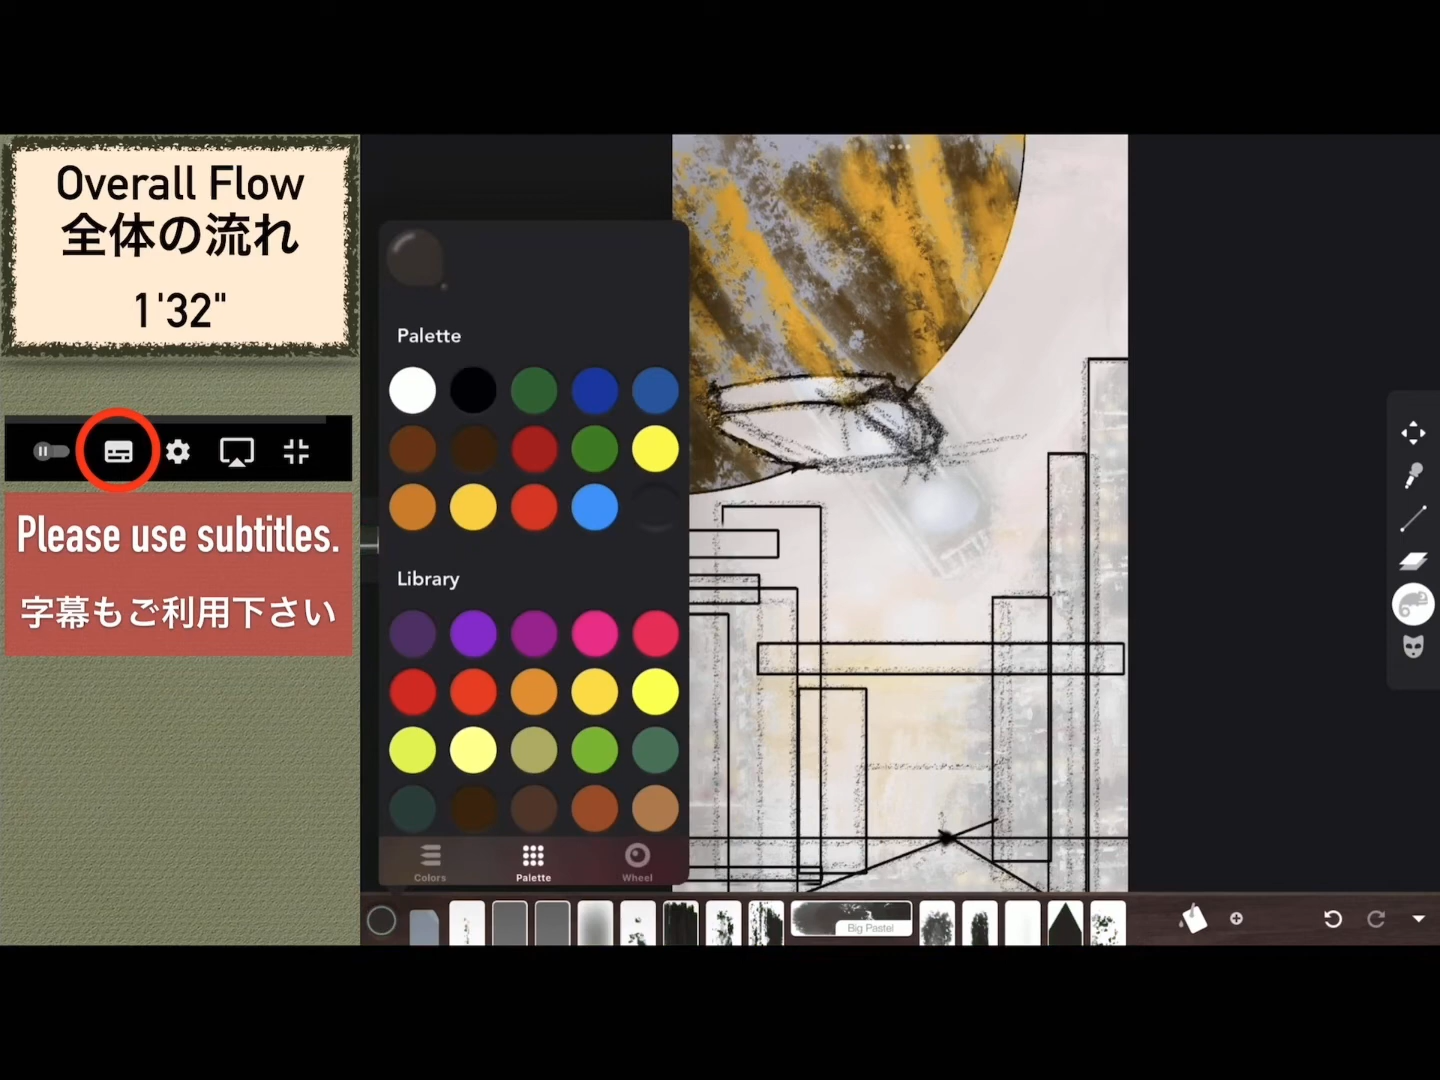 Overall Flow
全体の流れ
1'32"
Please use subtitles.
字幕もご利用下さい
Palette
Library
Colors
Palette
Wheel
Big Pastel